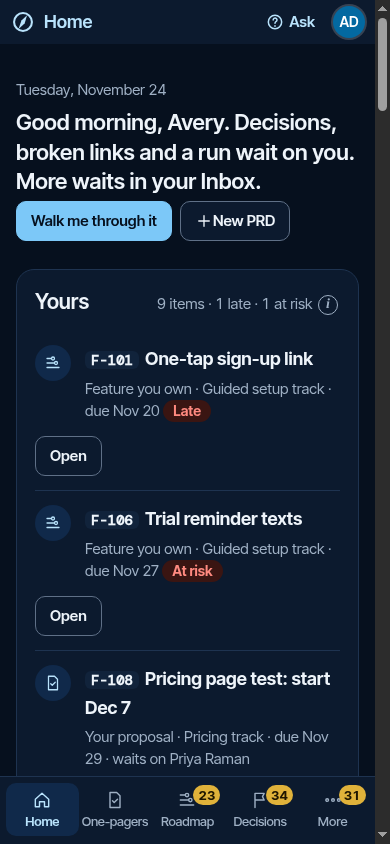 Home
Ask
AD
Tuesday, November 24
Good morning, Avery. Decisions,
broken links and a run wait on you.
More waits in your Inbox.
Walk me through it
+ New PRD
Yours
9 items · 1 late · 1 at risk i
F-101 One-tap sign-up link
Feature you own · Guided setup track ·
due Nov 20 Late
Open
F-106 Trial reminder texts
Feature you own · Guided setup track ·
due Nov 27 At risk
Open
F-108 Pricing page test: start
Dec 7
Your proposal · Pricing track · due Nov
29 · waits on Priya Raman
23
34
31
Home
One-pagers
Roadmap
Decisions
More